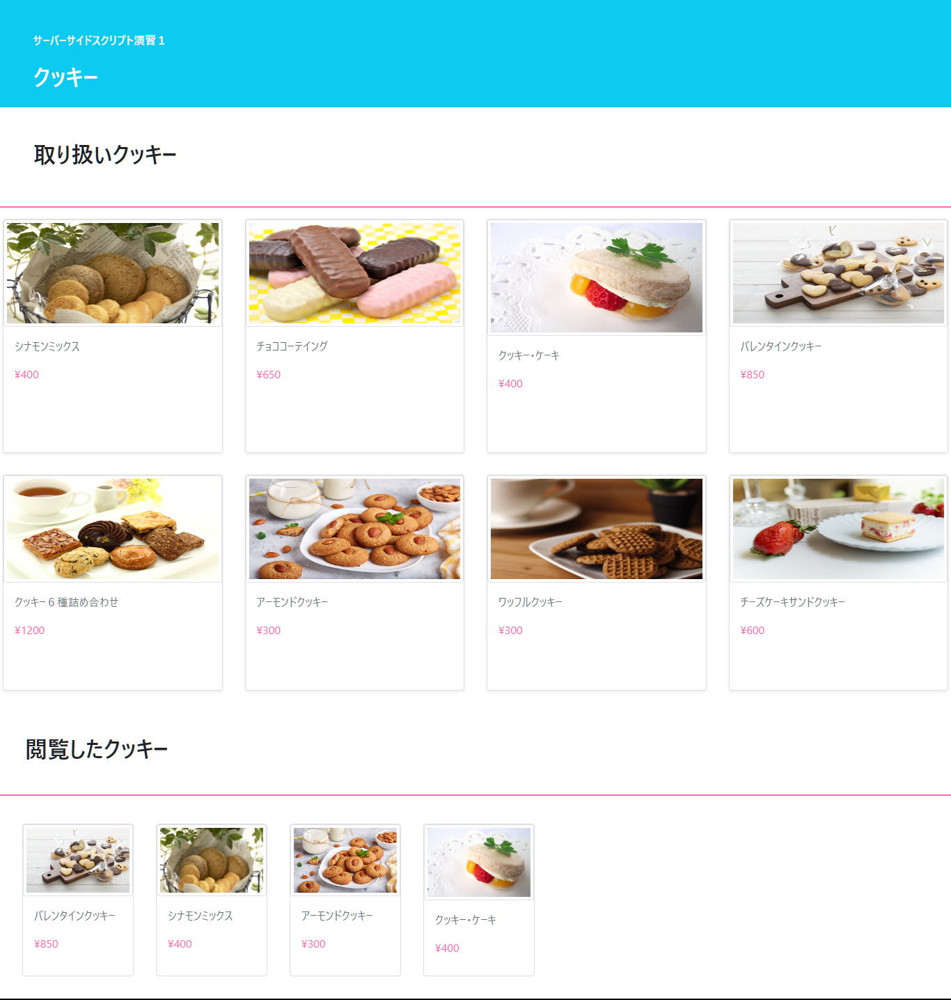 サーバーサイドスクリプト演習１
クッキー
取り扱いクッキー
シナモンミックス
¥400
チョココーテイング
¥650
クッキー・ケーキ
¥400
バレンタインクッキー
¥850
クッキー６種詰め合わせ
¥1200
アーモンドクッキー
¥300
ワッフルクッキー
¥300
チーズケーキサンドクッキー
¥600
閲覧したクッキー
バレンタインクッキー
¥850
シナモンミックス
¥400
アーモンドクッキー
¥300
クッキー・ケーキ
¥400